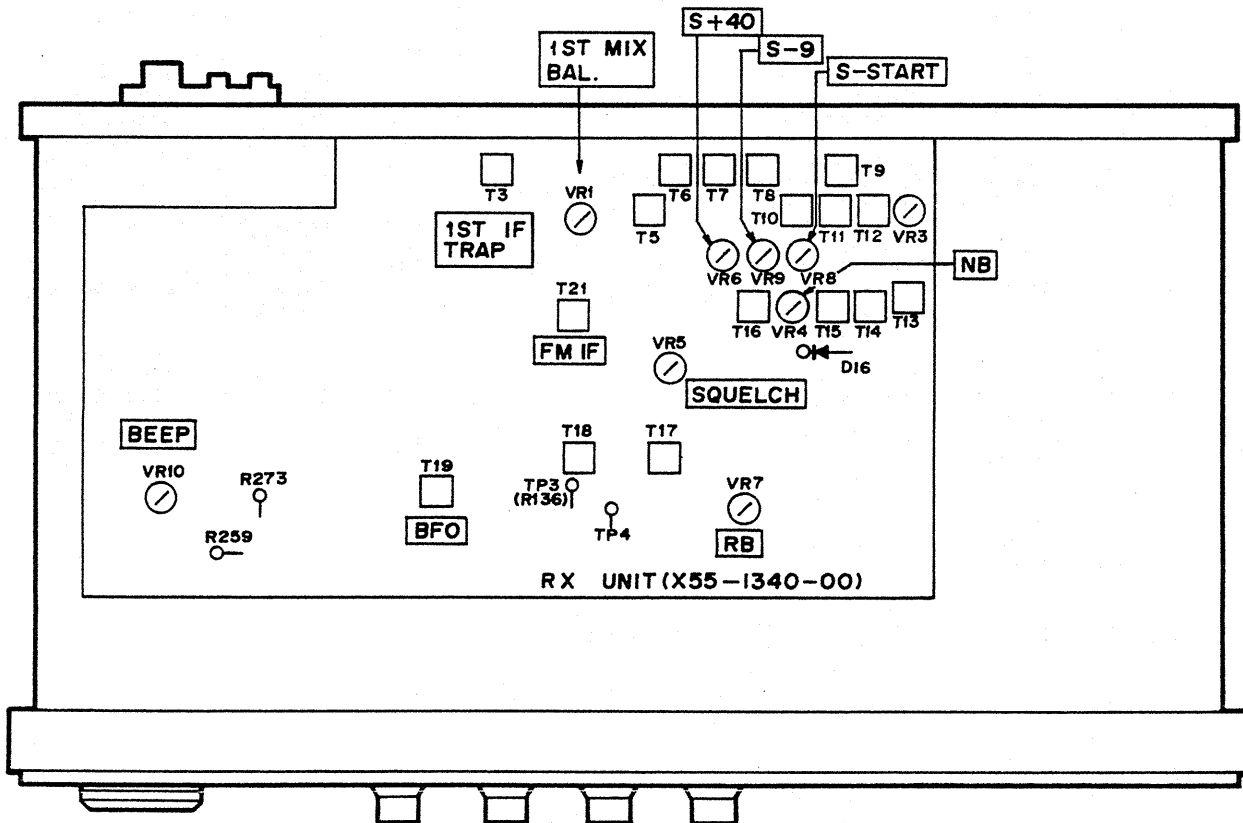 S+40
S-9
1ST MIX
BAL.
S-START
T3
VR1
T6
T7
T8
T9
T5
T10
T11
T12
VR3
1ST IF
TRAP
VR6
VR9
VR8
NB
T21
T16
VR4
T15
T14
T13
FM IF
VR5
D16
SQUELCH
BEEP
T18
T17
VR10
R273
T19
TP3
(R136)
VR7
R259
BFO
TP4
RB
RX UNIT (X55-1340-00)